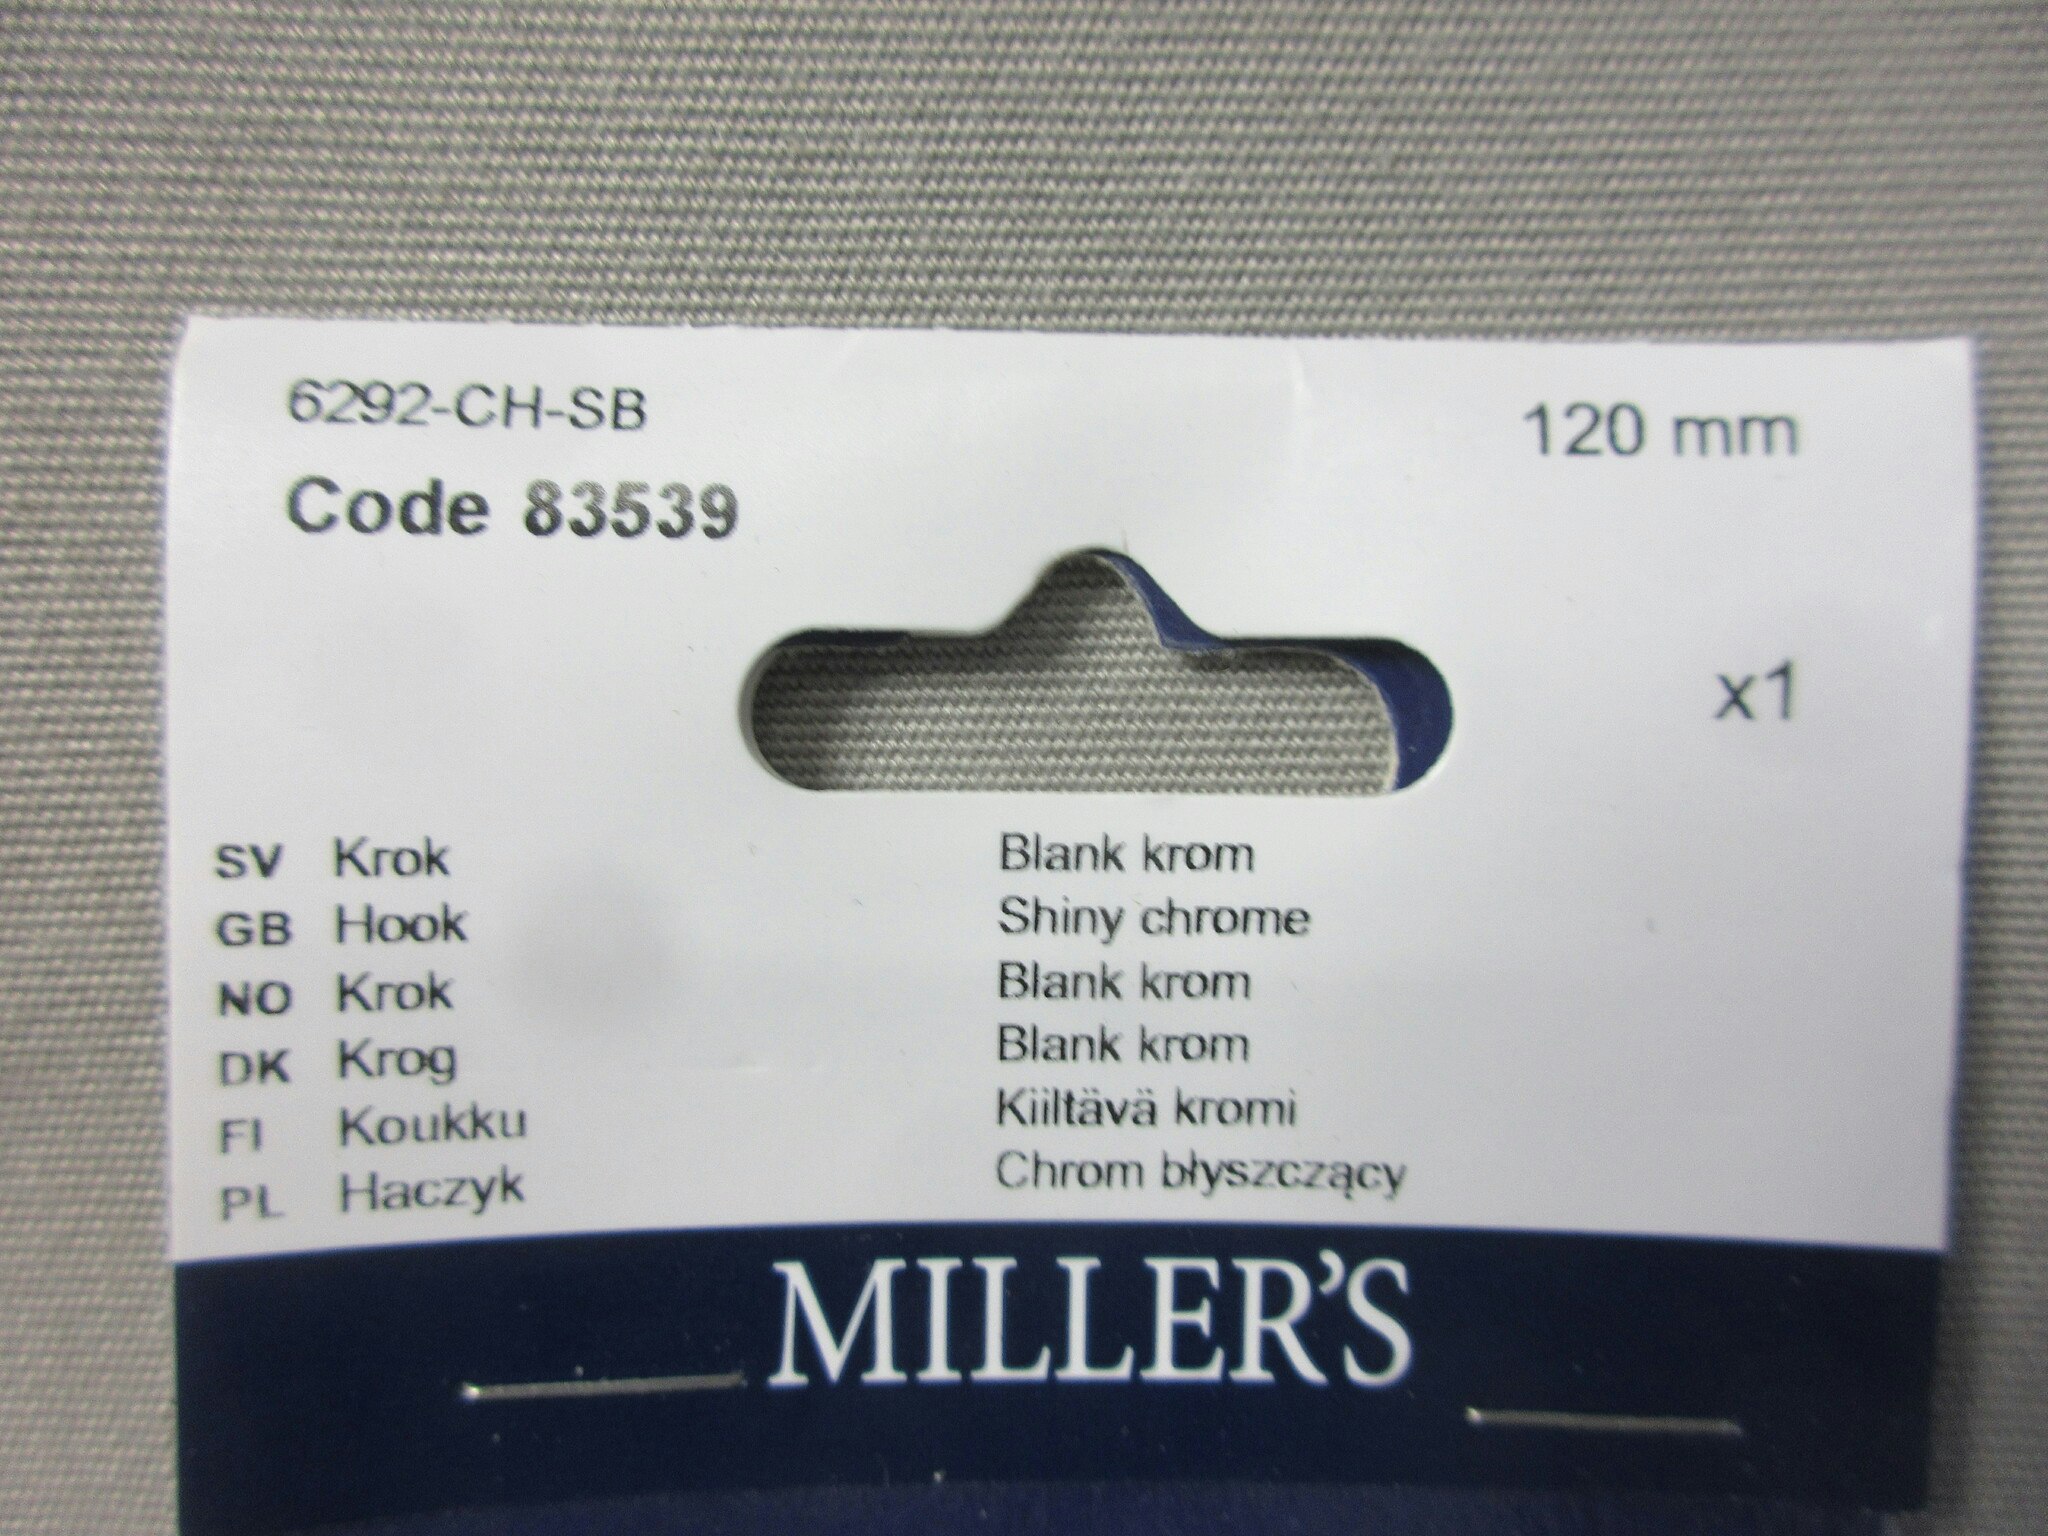 6292-CH-SB 120 mm
Code 83539
x1
SV Krok Blank krom
GB Hook Shiny chrome
NO Krok Blank krom
DK Krog Blank krom
FI Koukku Kiiltävä kromi
PL Haczyk Chrom błyszczący
MILLER'S